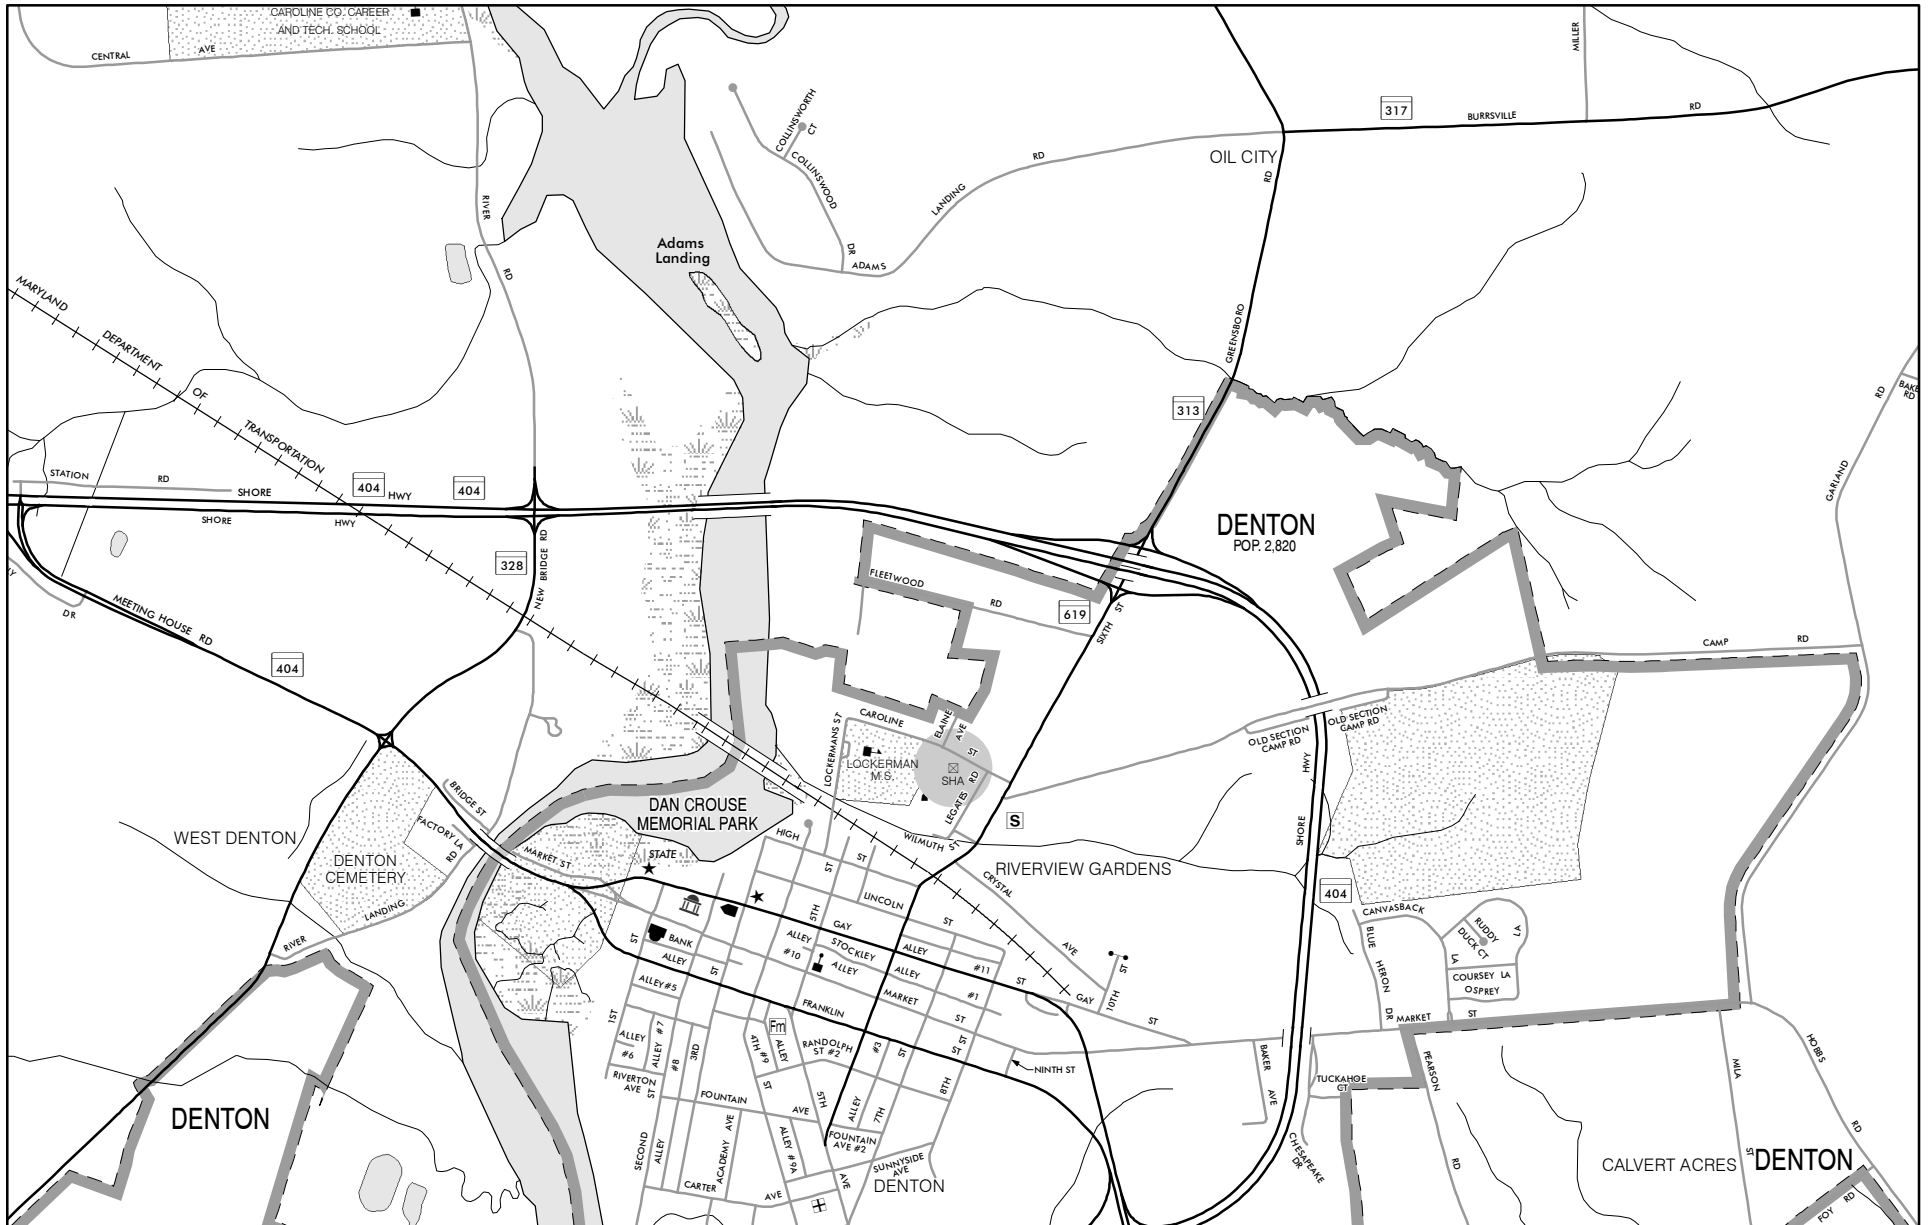 CAROLINE CO. CAREER
AND TECH. SCHOOL
CENTRAL AVE
MILLER
317
BURRSVILLE RD
OIL CITY
COLLINSWORTH CT
COLLINSWOOD DR
ADAMS LANDING RD
RIVER RD
Adams
Landing
GREENSBORO RD
MARYLAND DEPARTMENT OF TRANSPORTATION
313
BAKE
RD
GARLAND RD
STATION RD
SHORE HWY
404
404
SHORE HWY
328
NEW BRIDGE RD
DENTON
POP. 2,820
FLEETWOOD RD
619
SIXTH ST
DR
MEETING HOUSE RD
404
CAMP RD
OLD SECTION
CAMP RD
OLD SECTION
CAMP RD
CAROLINE ST
ELAINE AVE
LOCKERMANS ST
LOCKERMAN
M.S.
SHA
LEGATES RD
S
WILMUTH ST
SHORE HWY
404
BRIDGE ST
FACTORY LA
RD
WEST DENTON
DENTON
CEMETERY
LANDING
RIVER
DAN CROUSE
MEMORIAL PARK
MARKET ST
STATE
HIGH ST
ST
5TH
LINCOLN ST
RIVERVIEW GARDENS
CRYSTAL AVE
GAY ST
GAY ST
10TH ST
BANK
ALLEY
ALLEY #10
STOCKLEY
ALLEY
ALLEY #11
ALLEY #1
MARKET ST
FRANKLIN ST
ST
ST
ALLEY #5
1ST
ST
Fm
ALLEY
#6
ALLEY #7
#8
3RD
4TH
#9
ALLEY
RANDOLPH
ST #2
#3
ST
ST
NINTH ST
8TH
RIVERTON
AVE
ST
FOUNTAIN AVE
ST
5TH
ALLEY
7TH
FOUNTAIN
AVE #2
SECOND
ALLEY
ACADEMY AVE
ALLEY #9A
CARTER AVE
AVE
SUNNYSIDE
AVE
DENTON
CANVASBACK
BLUE HERON DR
RUDDY
DUCK CT
LA
LA
COURSEY LA
OSPREY
MARKET ST
BAKER AVE
TUCKAHOE
CT
CHESAPEAKE
DR
PEARSON RD
MILA ST
HOBBS RD
CALVERT ACRES
DENTON
FOY RD
DENTON